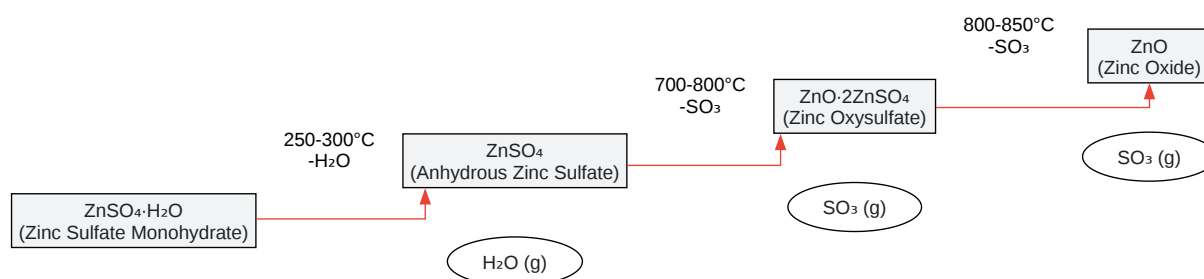 800-850°C
-SO₃
ZnO
(Zinc Oxide)
700-800°C
-SO₃
ZnO·2ZnSO₄
(Zinc Oxysulfate)
250-300°C
-H₂O
ZnSO₄
(Anhydrous Zinc Sulfate)
SO₃ (g)
ZnSO₄·H₂O
(Zinc Sulfate Monohydrate)
SO₃ (g)
H₂O (g)